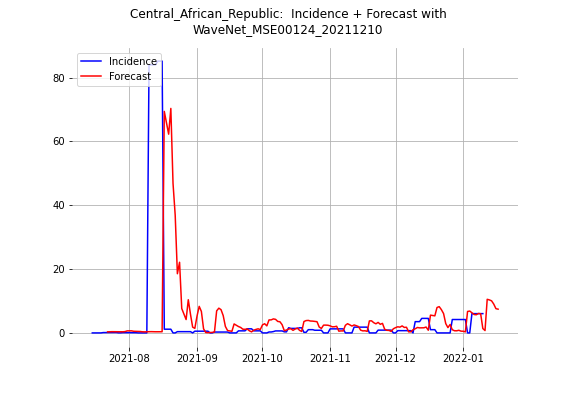 Central_African_Republic:  Incidence + Forecast with
WaveNet_MSE00124_20211210
Incidence
Forecast
80
60
40
20
0
2021-08 2021-09 2021-10 2021-11 2021-12 2022-01